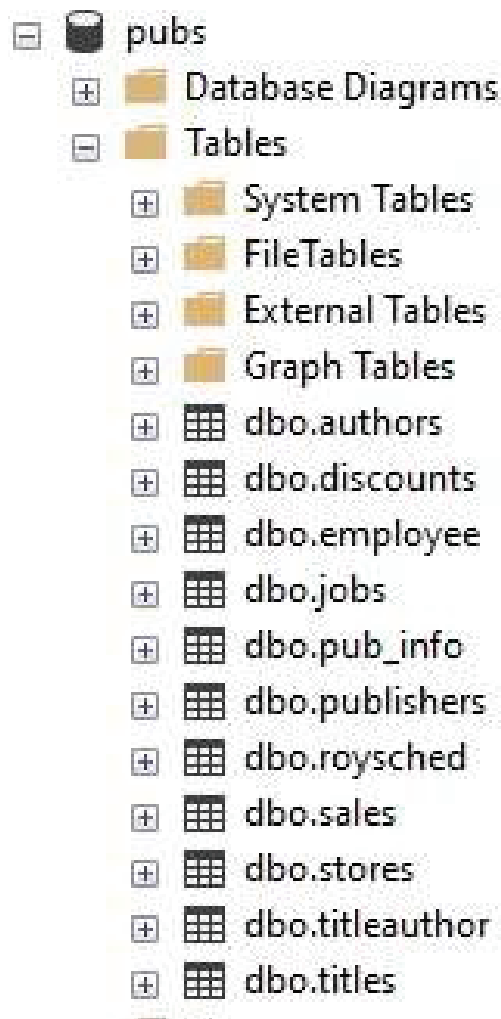 pubs
Database Diagrams
Tables
System Tables
FileTables
External Tables
Graph Tables
dbo.authors
dbo.discounts
dbo.employee
dbo.jobs
dbo.pub_info
dbo.publishers
dbo.roysched
dbo.sales
dbo.stores
dbo.titleauthor
dbo.titles